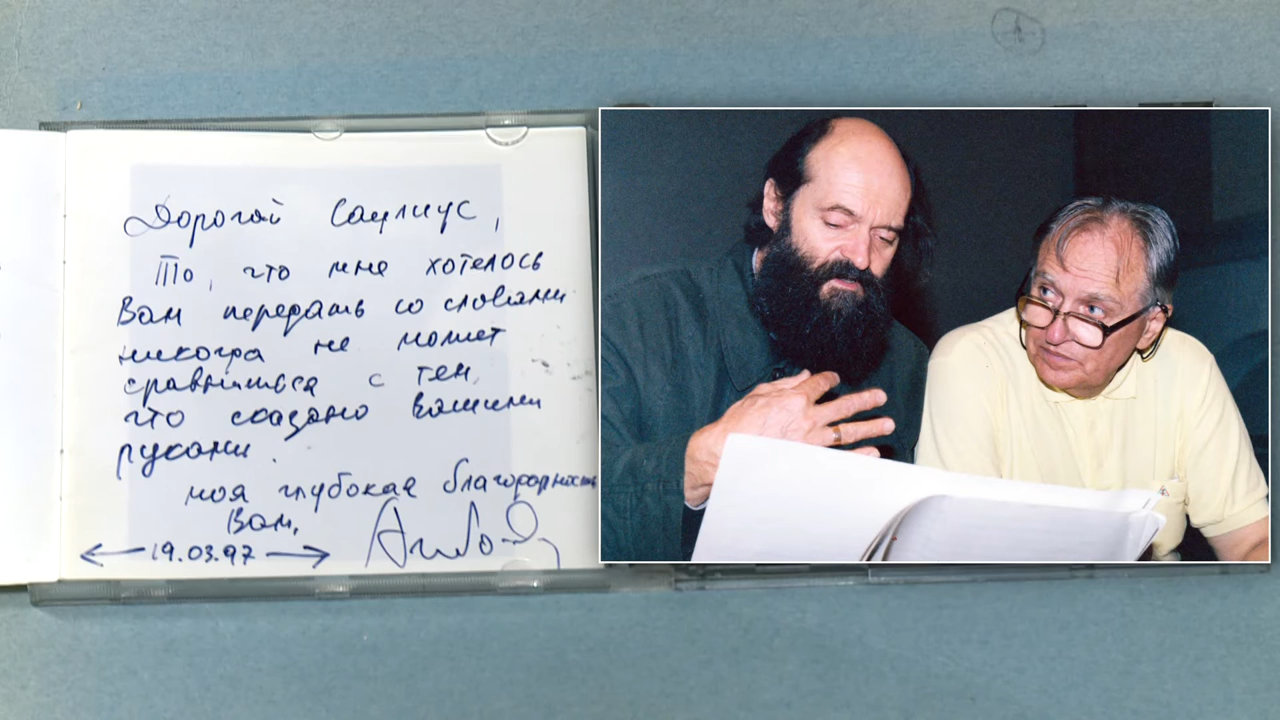 Дорогой Саулиус,
То, что мне хотелось
Вам передать со словами
никогда не может
сравниться с тем,
что сказано вашими
руками.
моя глубокая благодарность
Вам,
← 19.03.97 →